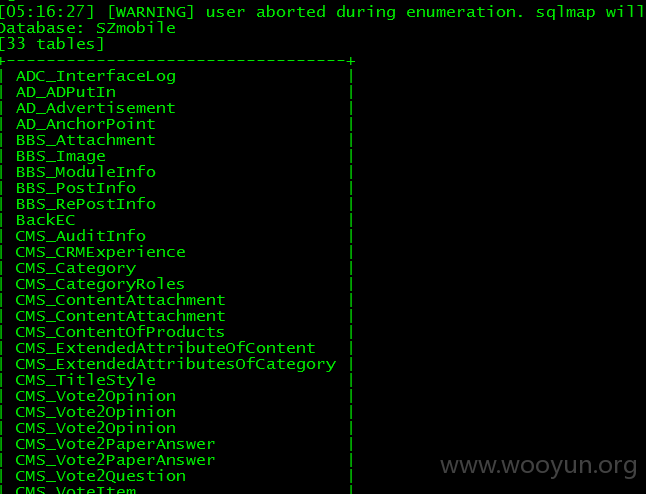 [05:16:27] [WARNING] user aborted during enumeration. sqlmap will
Database: SZmobile
[33 tables]
+----------------------------------+
| ADC_InterfaceLog |
| AD_ADPutIn |
| AD_Advertisement |
| AD_AnchorPoint |
| BBS_Attachment |
| BBS_Image |
| BBS_ModuleInfo |
| BBS_PostInfo |
| BBS_RePostInfo |
| BackEC |
| CMS_AuditInfo |
| CMS_CRMExperience |
| CMS_Category |
| CMS_CategoryRoles |
| CMS_ContentAttachment |
| CMS_ContentAttachment |
| CMS_ContentOfProducts |
| CMS_ExtendedAttributeOfContent |
| CMS_ExtendedAttributesOfCategory |
| CMS_TitleStyle |
| CMS_Vote2Opinion |
| CMS_Vote2Opinion |
| CMS_Vote2Opinion |
| CMS_Vote2PaperAnswer |
| CMS_Vote2PaperAnswer |
| CMS_Vote2Question |
| CMS_VoteItem |
www.wooyun.org